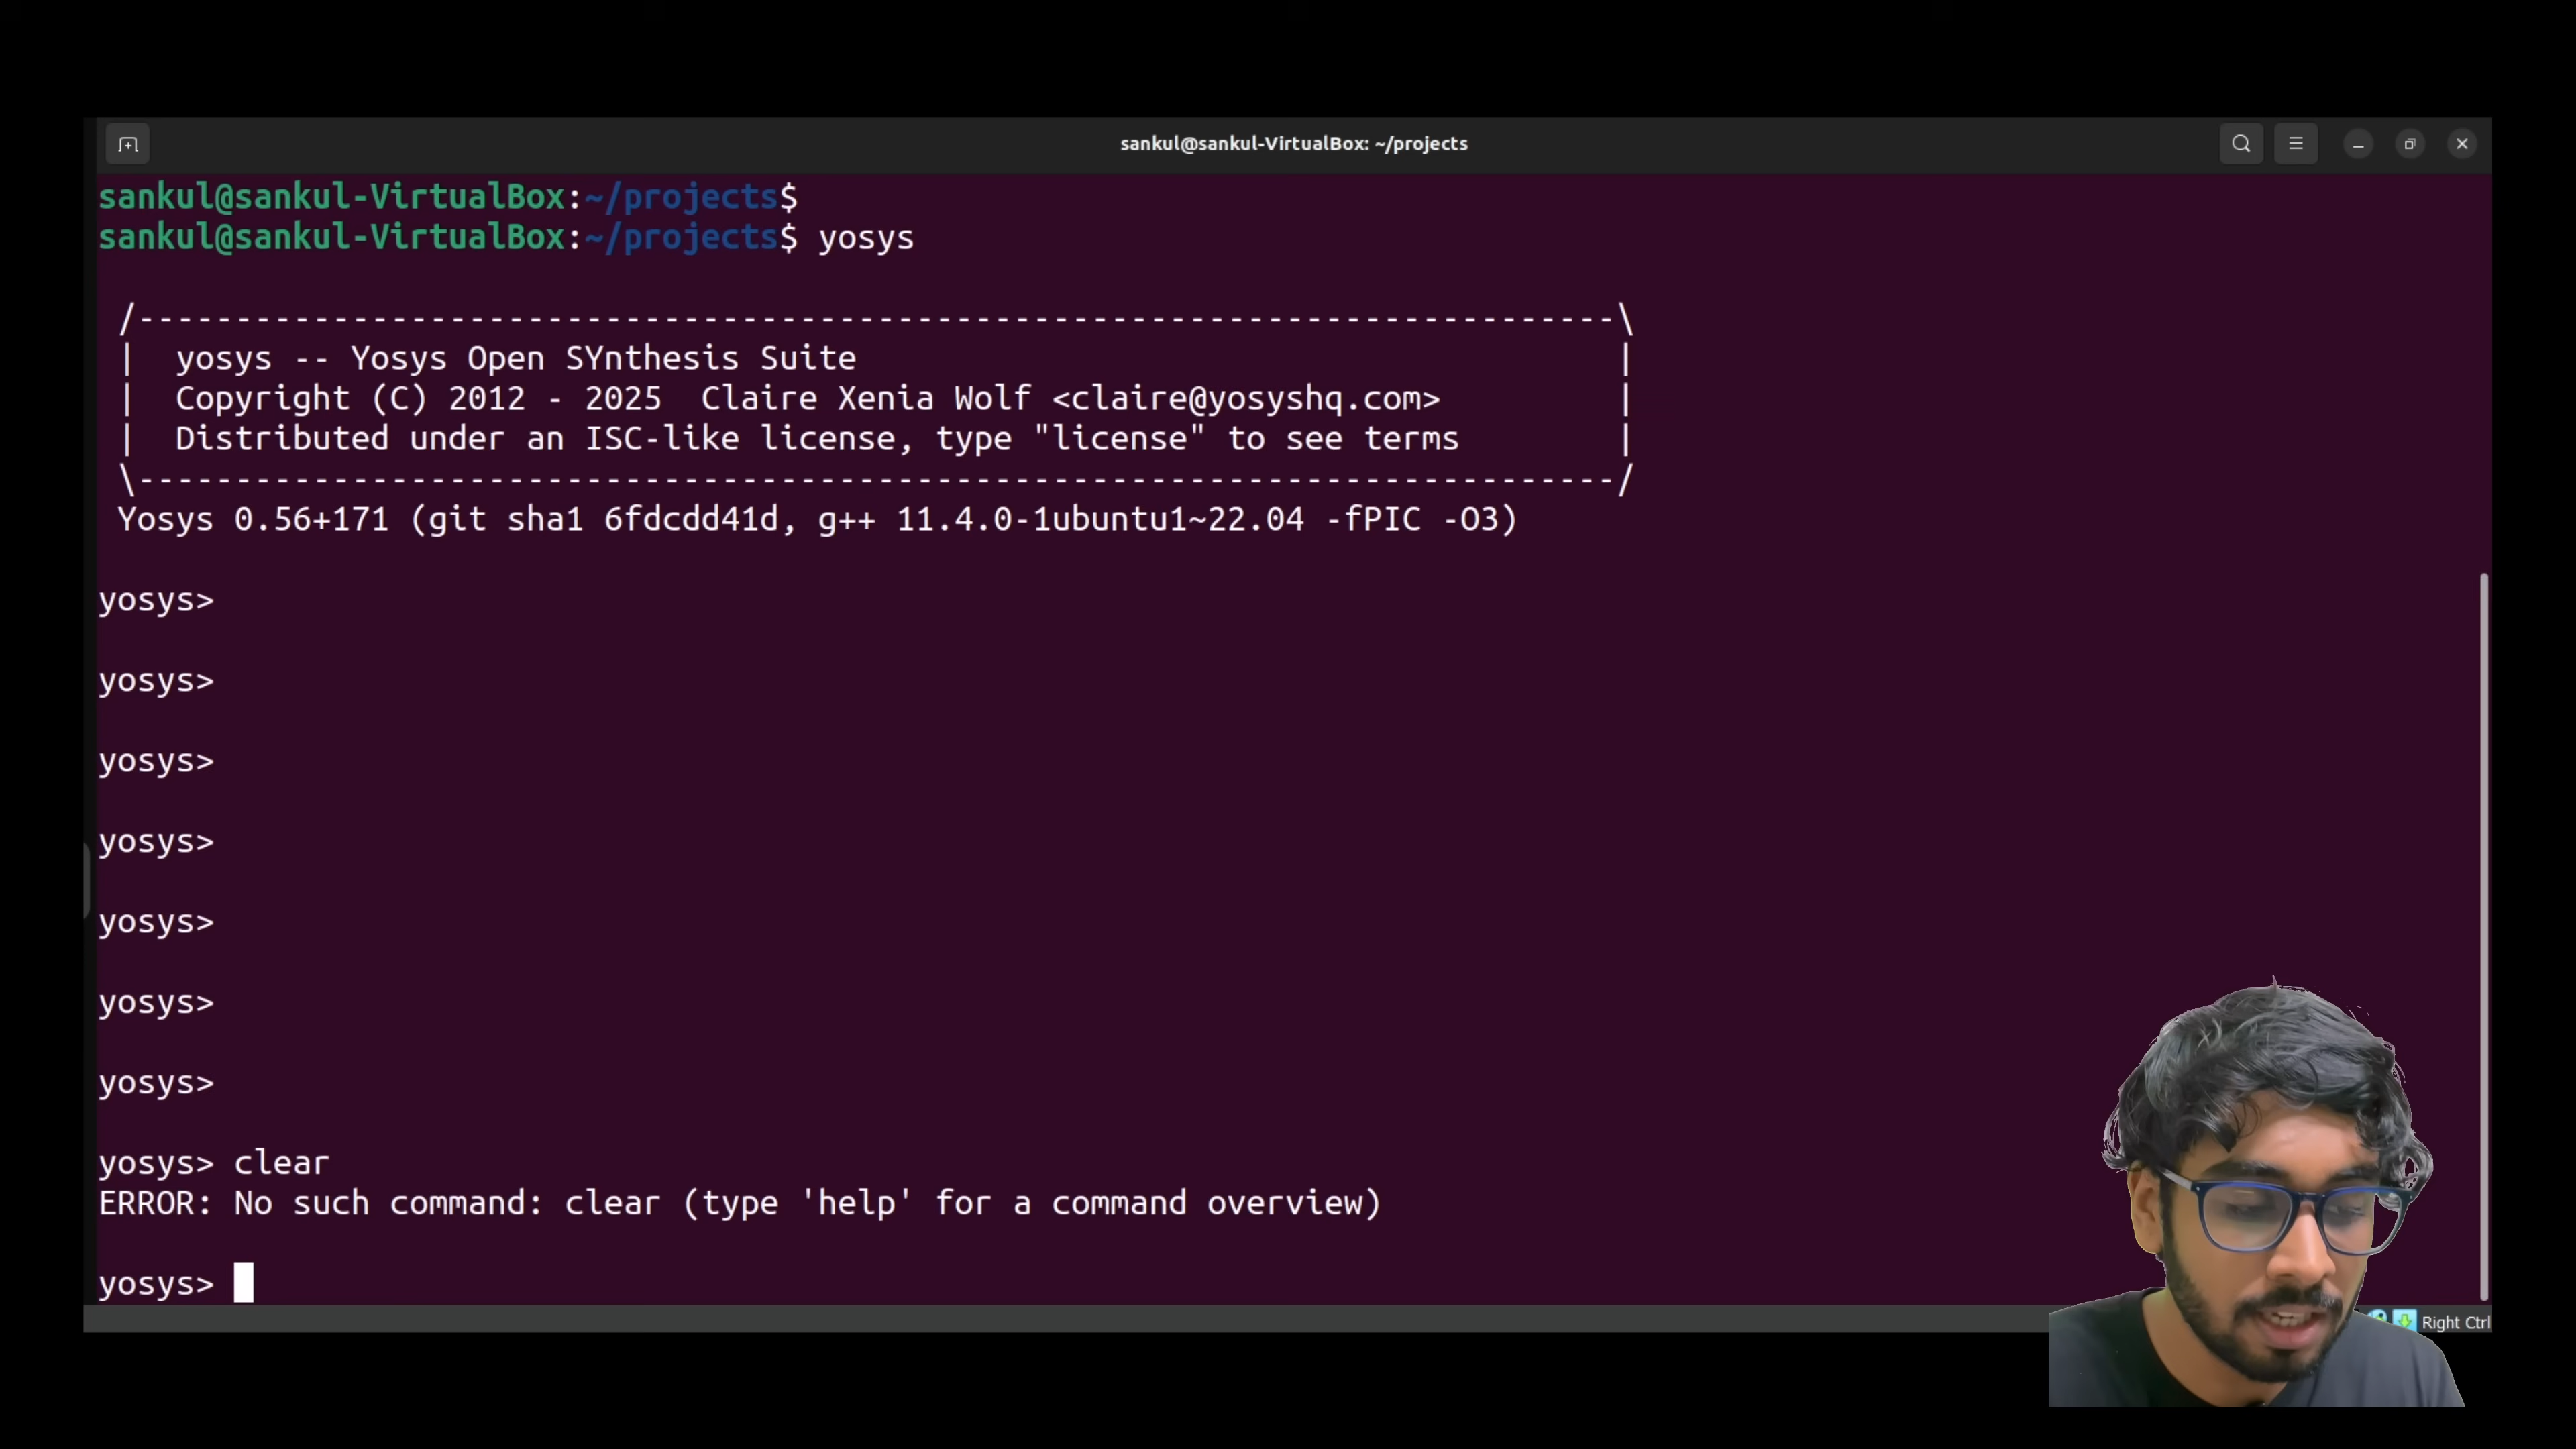 sankul@sankul-VirtualBox: ~/projects
sankul@sankul-VirtualBox:~/projects$
sankul@sankul-VirtualBox:~/projects$ yosys
/----------------------------------------------------------------------------\
|  yosys -- Yosys Open SYnthesis Suite                                       |
|  Copyright (C) 2012 - 2025  Claire Xenia Wolf <claire@yosyshq.com>         |
|  Distributed under an ISC-like license, type "license" to see terms        |
\----------------------------------------------------------------------------/
Yosys 0.56+171 (git sha1 6fdcdd41d, g++ 11.4.0-1ubuntu1~22.04 -fPIC -O3)
yosys>
yosys>
yosys>
yosys>
yosys>
yosys>
yosys>
yosys> clear
ERROR: No such command: clear (type 'help' for a command overview)
yosys>
Right Ctrl